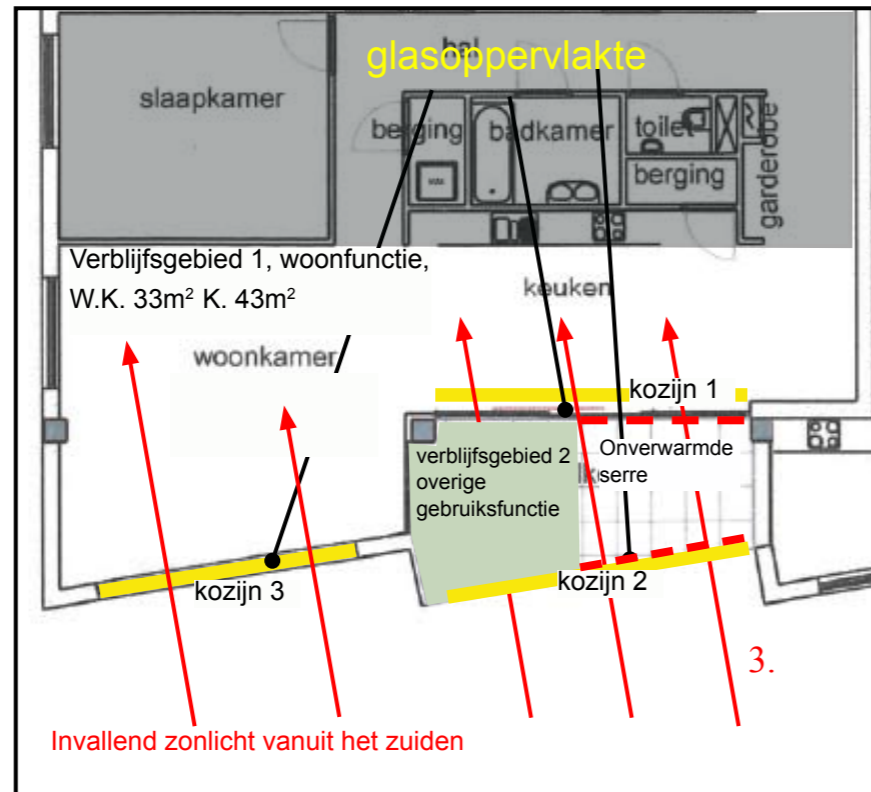 hal
glasoppervlakte
slaapkamer
berging
badkamer
toilet
berging
garderobe
Verblijfsgebied 1, woonfunctie,
W.K. 33m² K. 43m²
keuken
woonkamer
kozijn 1
verblijfsgebied 2
overige
gebruiksfunctie
Onverwarmde
serre
kozijn 3
kozijn 2
3.
Invallend zonlicht vanuit het zuiden